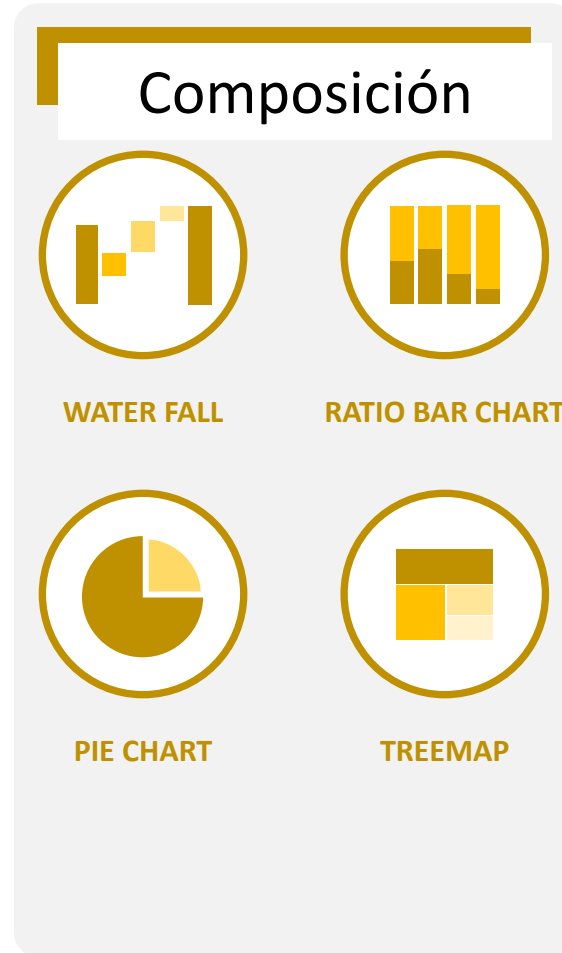 Composición
WATER FALL
RATIO BAR CHART
PIE CHART
TREEMAP